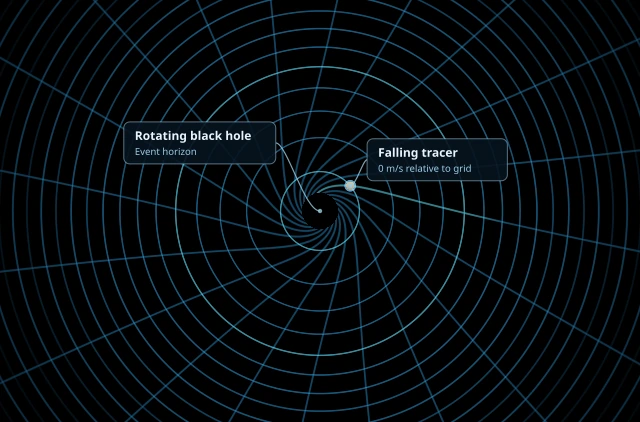 Rotating black hole
Event horizon
Falling tracer
0 m/s relative to grid